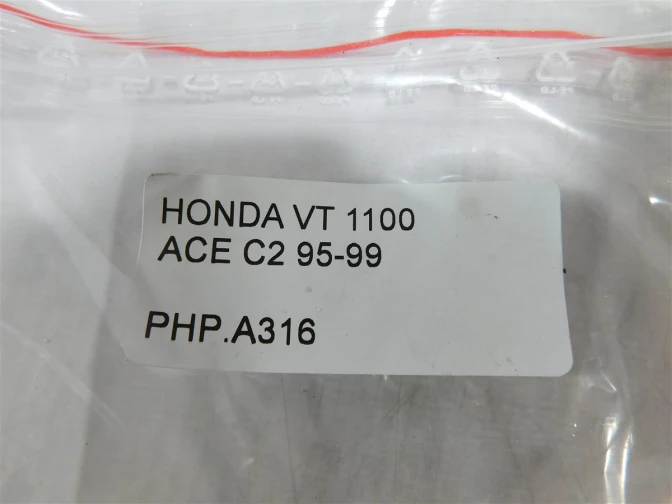 HONDA VT 1100
ACE C2 95-99
PHP.A316